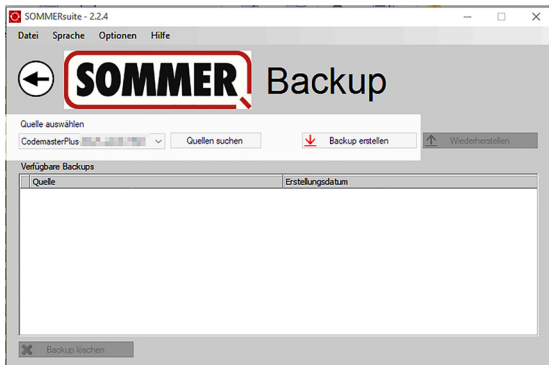 SOMMERsuite - 2.2.4
Datei Sprache Optionen Hilfe
SOMMER Backup
Quelle auswählen
CodemasterPlus- Quellen suchen Backup erstellen Wiederherstellen
Verfügbare Backups
Quelle Erstellungsdatum
Backup löschen